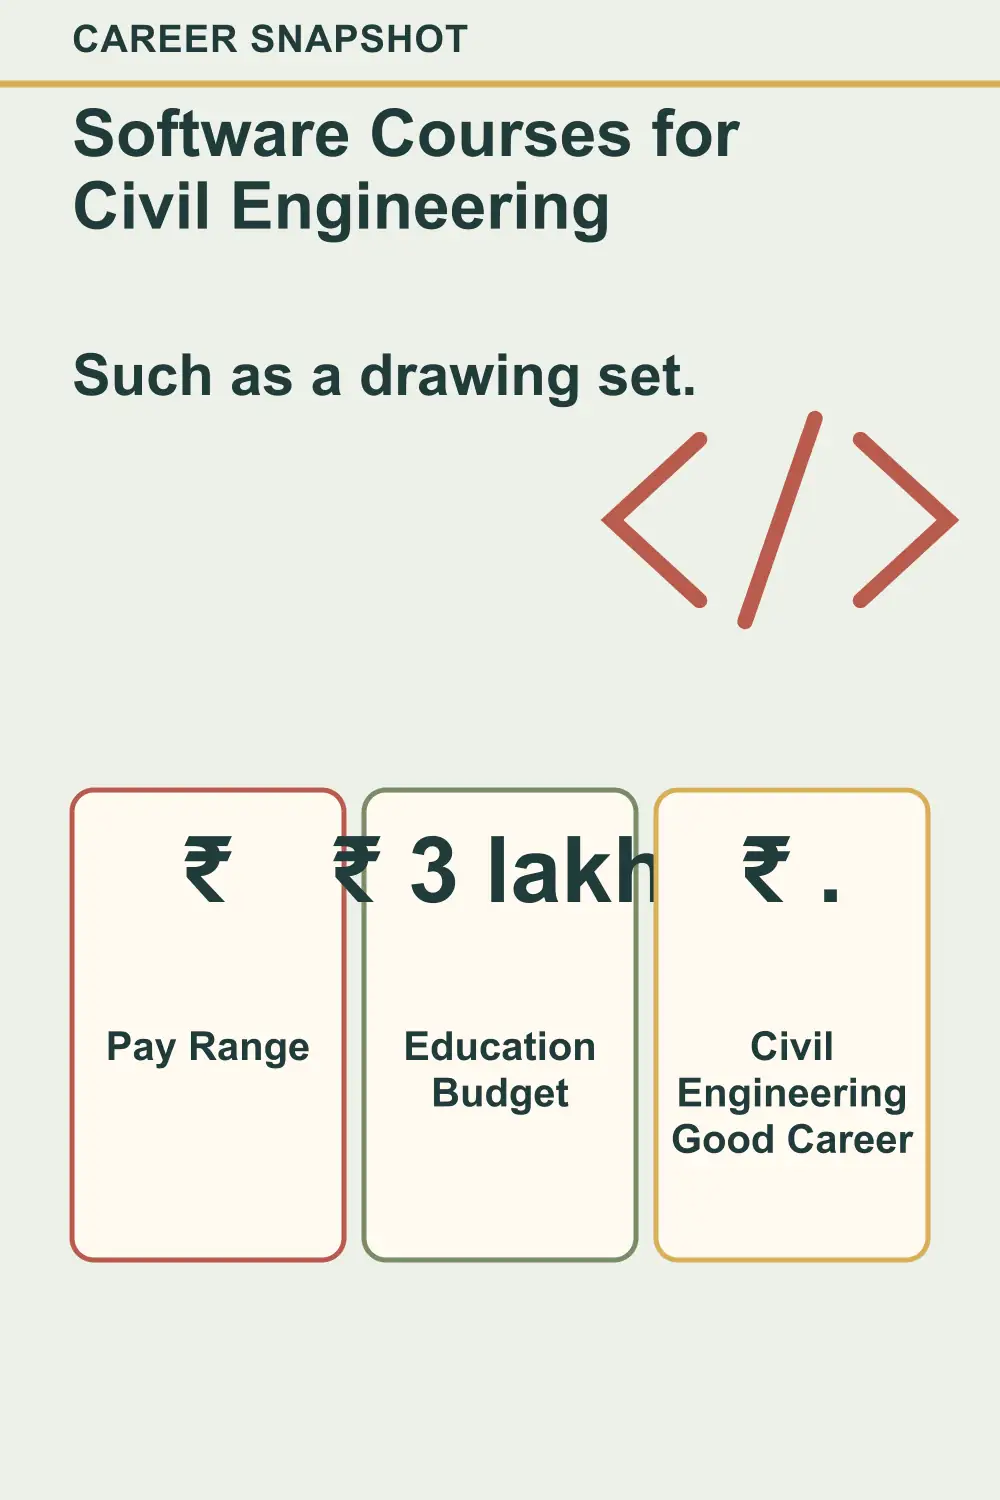 CAREER SNAPSHOT
Software Courses for
Civil Engineering
Such as a drawing set.
₹
₹ 3 lakh
₹ .
Pay Range
Education
Budget
Civil
Engineering
Good Career